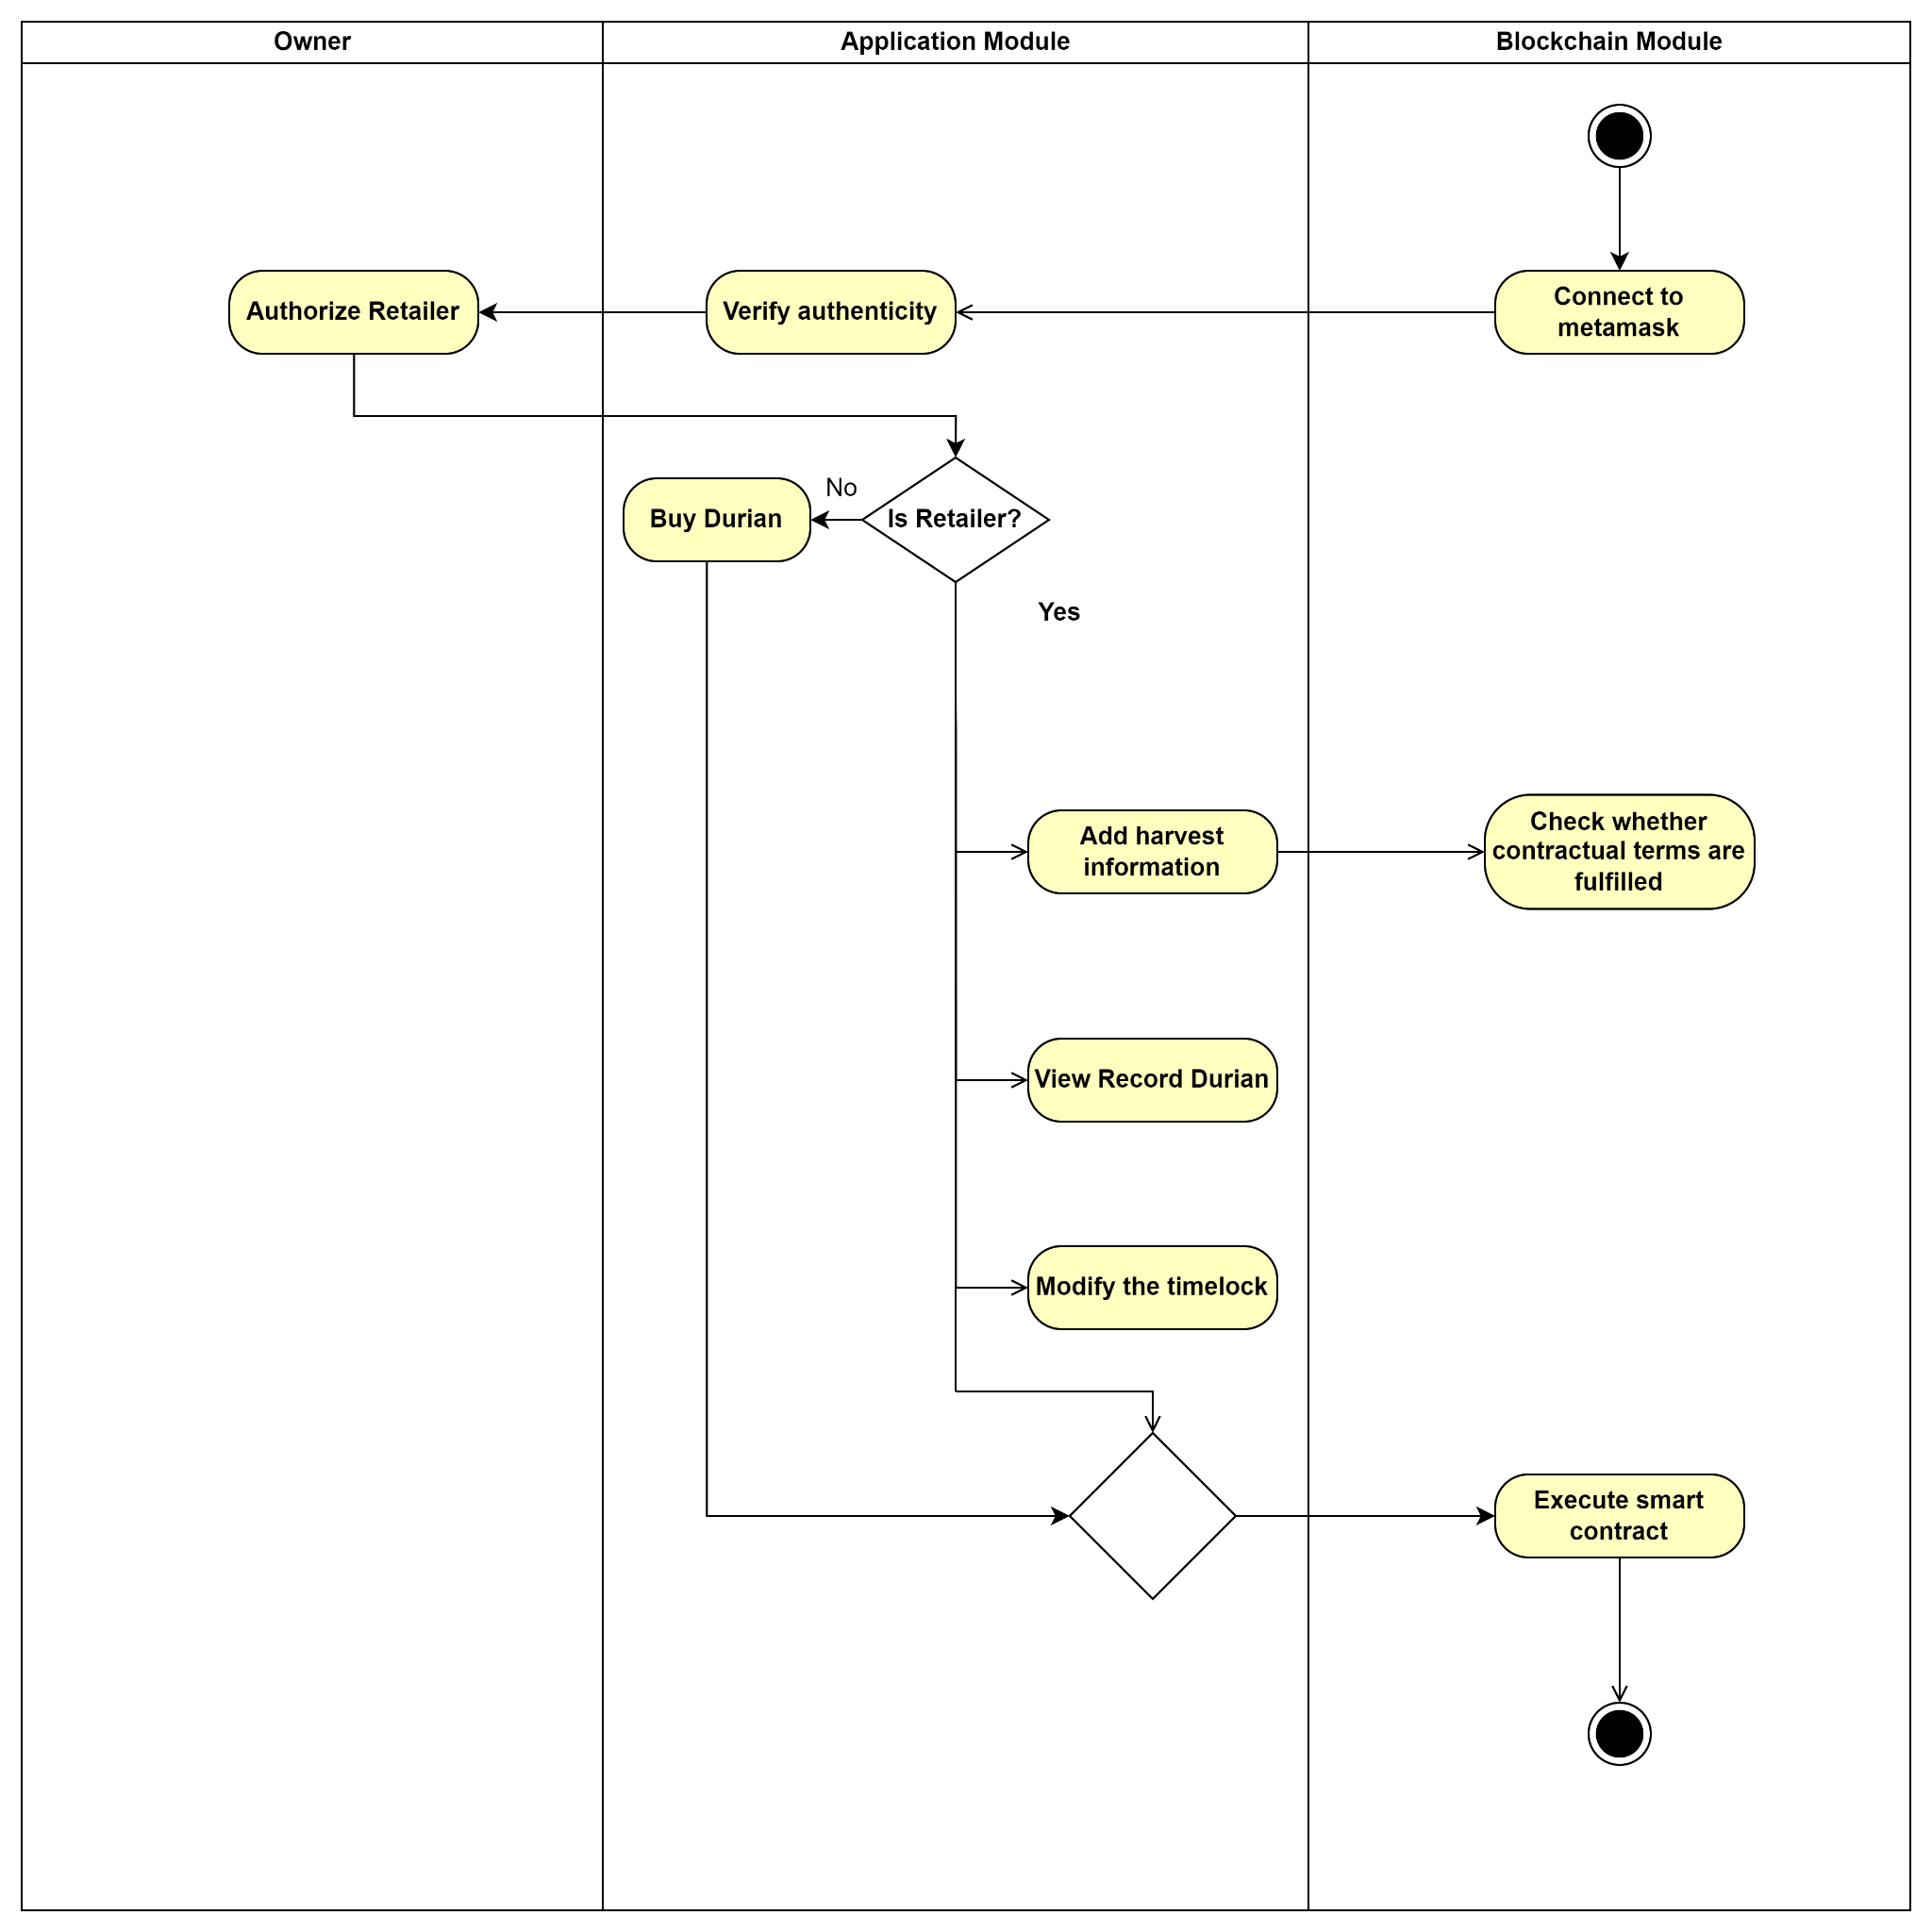 Owner
Application Module
Blockchain Module
Authorize Retailer
Verify authenticity
Connect to
metamask
Buy Durian
No
Is Retailer?
Yes
Add harvest
information
Check whether
contractual terms are
fulfilled
View Record Durian
Modify the timelock
Execute smart
contract